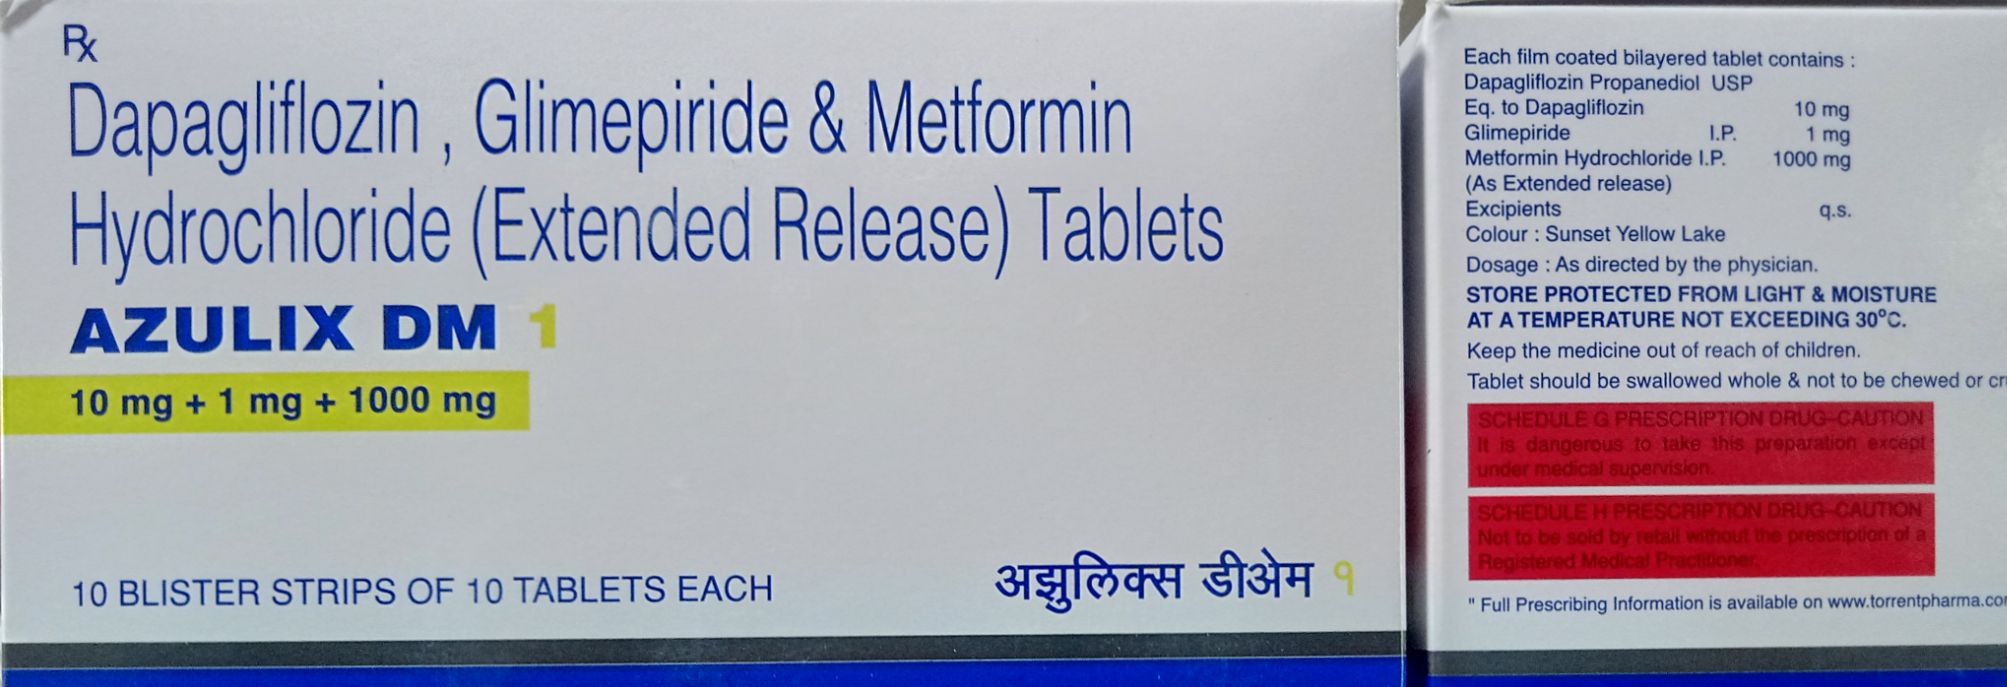 Rx
Dapagliflozin , Glimepiride & Metformin
Hydrochloride (Extended Release) Tablets
AZULIX DM 1
10 mg + 1 mg + 1000 mg
10 BLISTER STRIPS OF 10 TABLETS EACH
अझुलिक्स डीअेम १
Each film coated bilayered tablet contains :
Dapagliflozin Propanediol USP
Eq. to Dapagliflozin 10 mg
Glimepiride I.P. 1 mg
Metformin Hydrochloride I.P. 1000 mg
(As Extended release)
Excipients q.s.
Colour : Sunset Yellow Lake
Dosage : As directed by the physician.
STORE PROTECTED FROM LIGHT & MOISTURE
AT A TEMPERATURE NOT EXCEEDING 30°C.
Keep the medicine out of reach of children.
Tablet should be swallowed whole & not to be chewed or
SCHEDULE G PRESCRIPTION DRUG-CAUTION
It is dangerous to take this preparation except
under medical supervision.
SCHEDULE H PRESCRIPTION DRUG-CAUTION
Not to be sold by retail without the prescription of a
Registered Medical Practitioner.
" Full Prescribing Information is available on www.torrentpharma.co